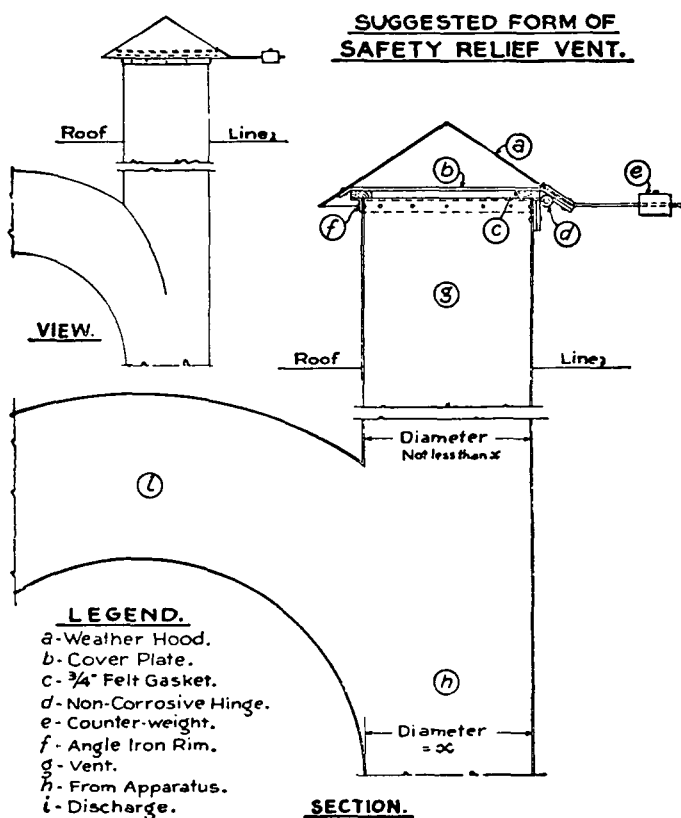 SUGGESTED FORM OF
SAFETY RELIEF VENT.
Roof Line
VIEW.
a
b
e
c
d
f
g
Roof Line
Diameter
Not less than x
l
h
Diameter
= x
LEGEND.
a - Weather Hood.
b - Cover Plate.
c - 3/4" Felt Gasket.
d - Non-Corrosive Hinge.
e - Counter-weight.
f - Angle Iron Rim.
g - Vent.
h - From Apparatus.
i - Discharge.
SECTION.